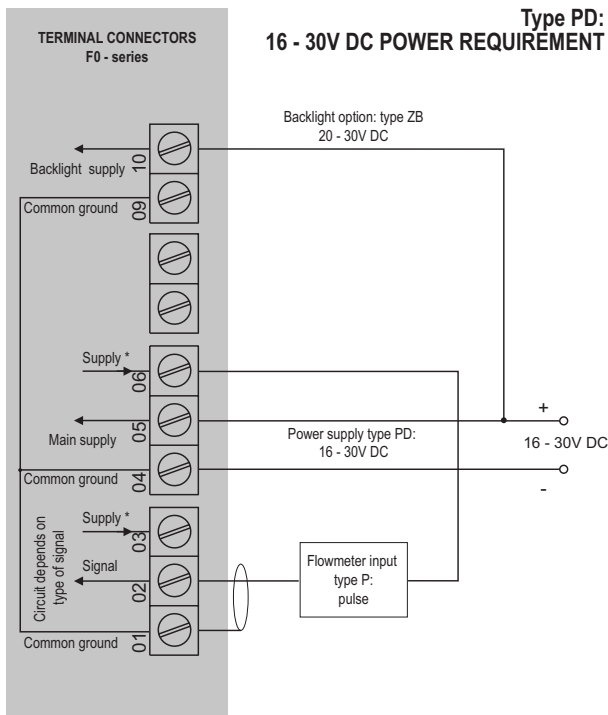 Type PD:
16 - 30V DC POWER REQUIREMENT
TERMINAL CONNECTORS
F0 - series
Backlight option: type ZB
20 - 30V DC
10
Backlight supply
09
Common ground
Supply *
06
05
Main supply
Power supply type PD:
16 - 30V DC
+
16 - 30V DC
-
04
Common ground
Supply *
03
Circuit depends on
type of signal
Signal
02
Flowmeter input
type P:
pulse
01
Common ground